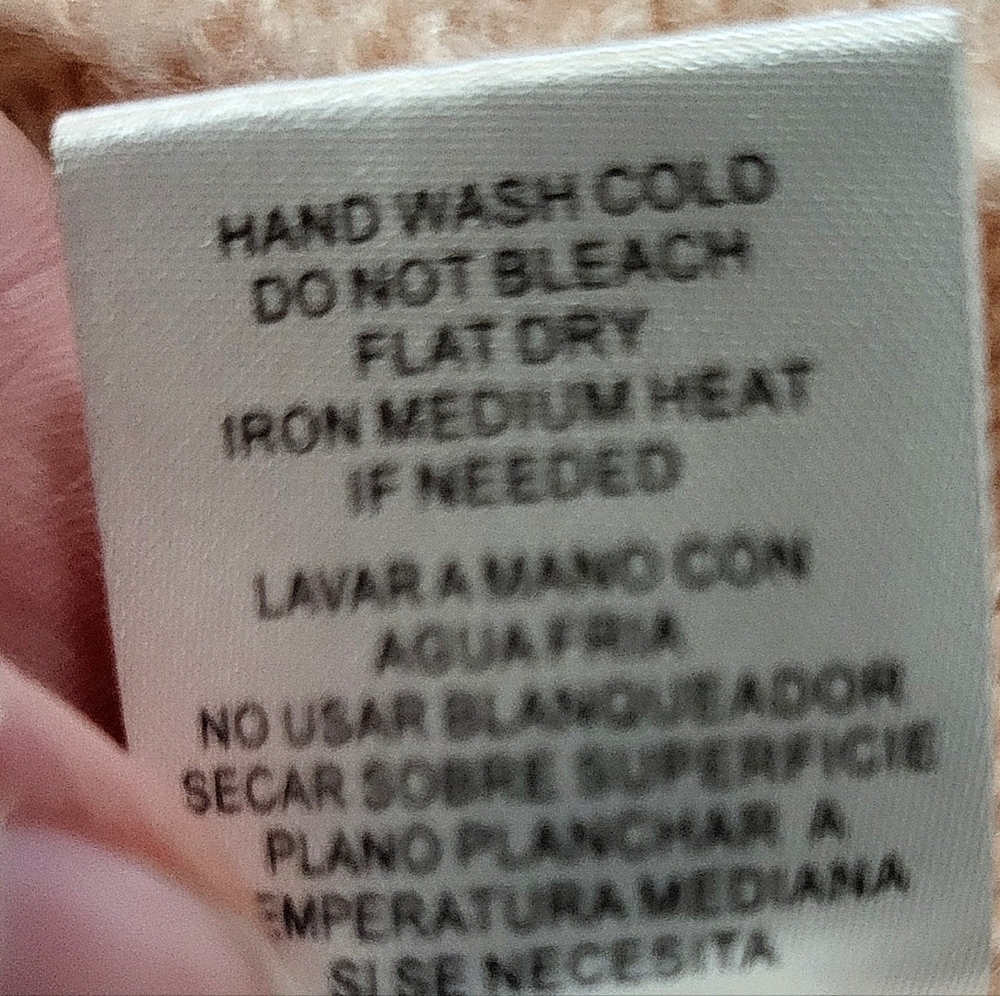 HAND WASH COLD
DO NOT BLEACH
FLAT DRY
IRON MEDIUM HEAT
IF NEEDED
LAVAR A MANO CON
AGUA FRIA
NO USAR BLANQUEADOR
SECAR SOBRE SUPERFICIE
PLANO PLANCHAR A
EMPERATURA MEDIANA
SI SE NECESITA